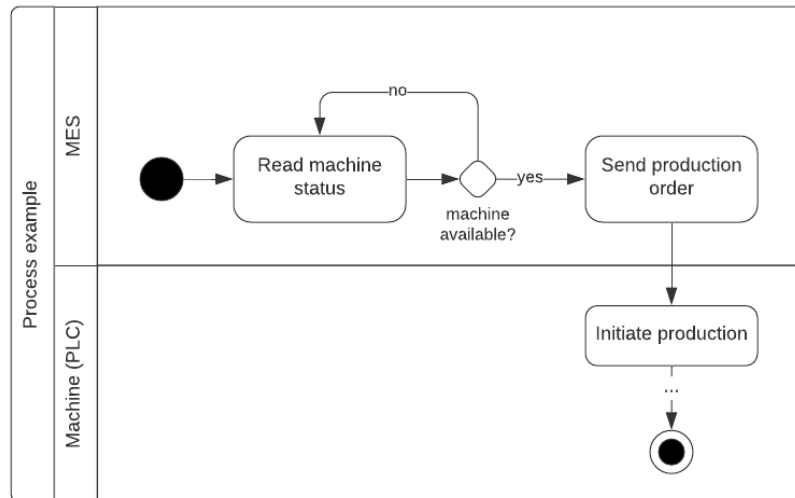 Process example
MES
no
Read machine
status
yes
machine
available?
Send production
order
Machine (PLC)
Initiate production
...